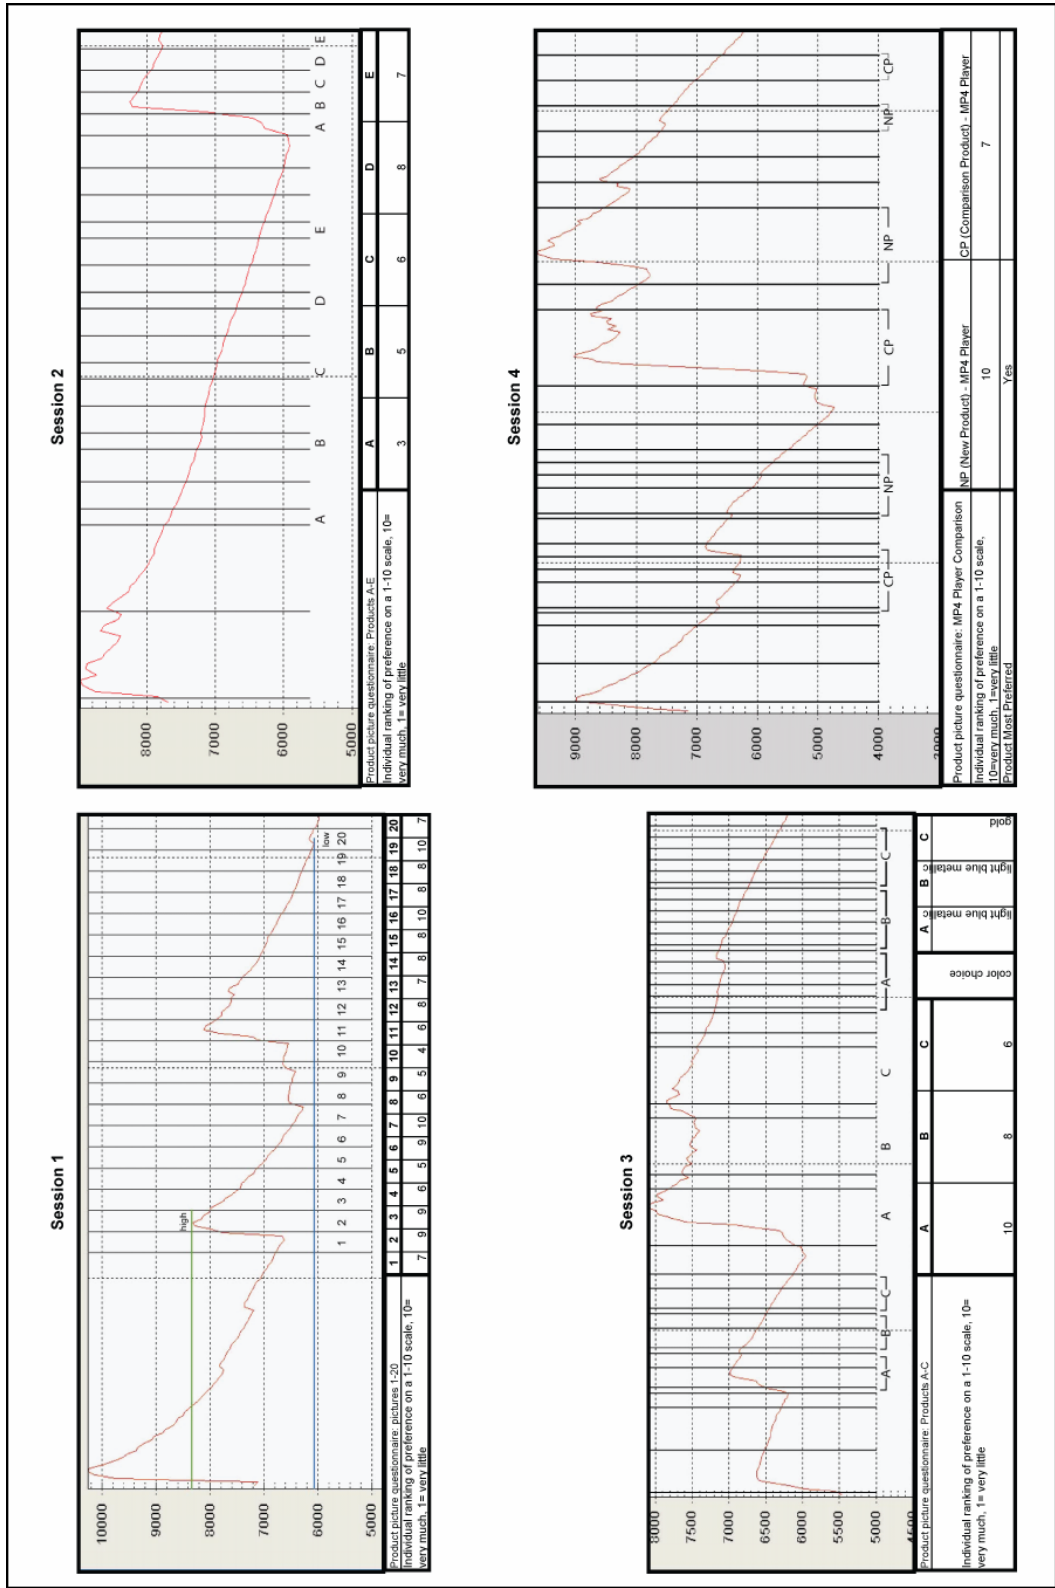 Session 1
10000
9000
8000
7000
6000
5000
high
low
1 2 3 4 5 6 7 8 9 10 11 12 13 14 15 16 17 18 19 20
Product picture questionnaire: pictures 1-20
1 2 3 4 5 6 7 8 9 10 11 12 13 14 15 16 17 18 19 20
Individual ranking of preference on a 1-10 scale, 10=
very much, 1= very little
7 9 9 6 5 9 10 6 5 4 6 8 7 8 8 10 8 8 10 7
Session 2
8000
7000
6000
5000
A B C D E A B C D E
Product picture questionnaire: Products A-E
A B C D E
Individual ranking of preference on a 1-10 scale, 10=
very much, 1= very little
3 5 6 8 7
Session 3
8000
7500
7000
6500
6000
5500
5000
A B C A B C A B C
Product picture questionnaire: Products A-C
A B C
color choice
A B C
Individual ranking of preference on a 1-10 scale, 10=
very much, 1= very little
10 8 6
light blue metallic
light blue metallic
gold
Session 4
9000
8000
7000
6000
5000
4000
3000
CP NP CP NP NP CP
Product picture questionnaire: MP4 Player Comparison
NP (New Product) - MP4 Player
CP (Comparison Product) - MP4 Player
Individual ranking of preference on a 1-10 scale,
10=very much, 1=very little
10 7
Product Most Preferred
Yes